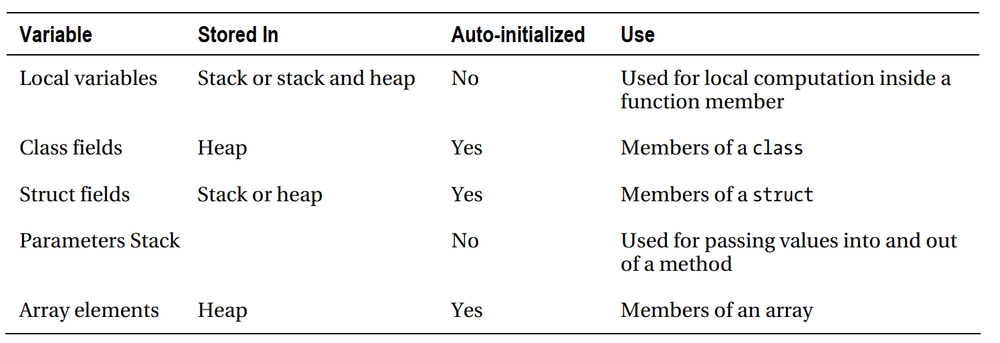 Variable Stored In Auto-initialized Use
Local variables Stack or stack and heap No Used for local computation inside a
function member
Class fields Heap Yes Members of a class
Struct fields Stack or heap Yes Members of a struct
Parameters Stack No Used for passing values into and out
of a method
Array elements Heap Yes Members of an array